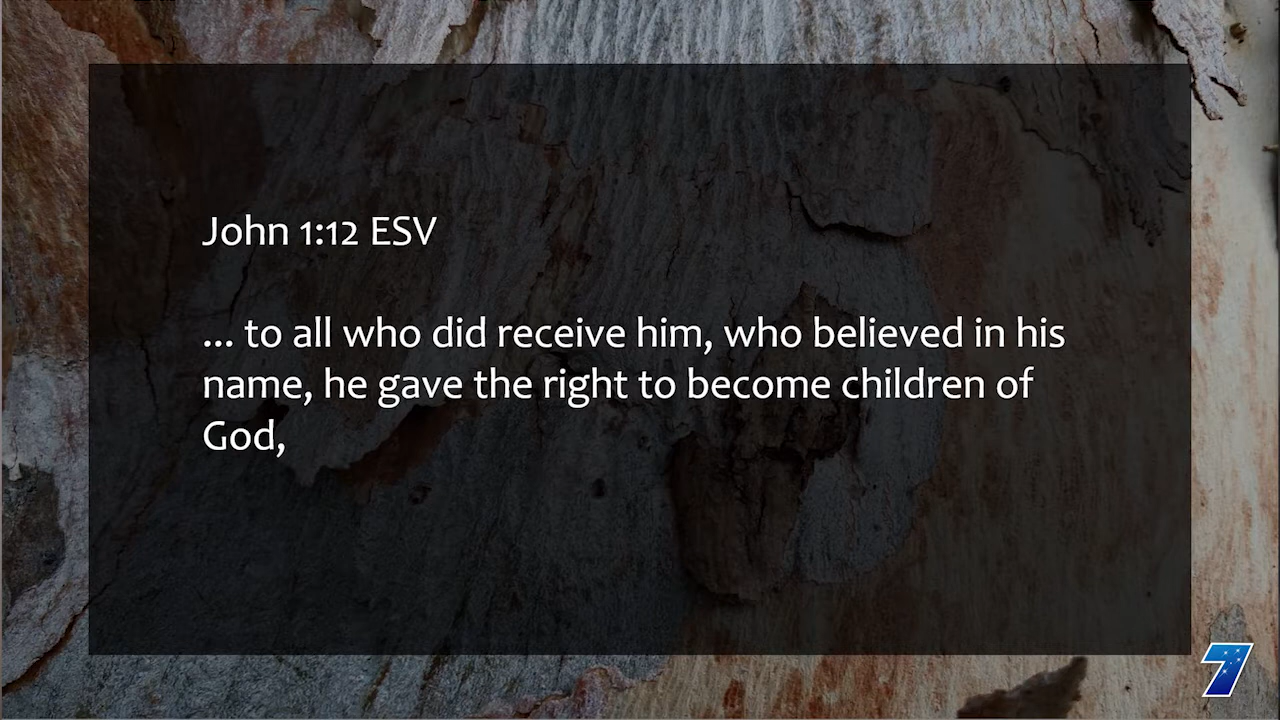 John 1:12 ESV
... to all who did receive him, who believed in his
name, he gave the right to become children of
God,
7